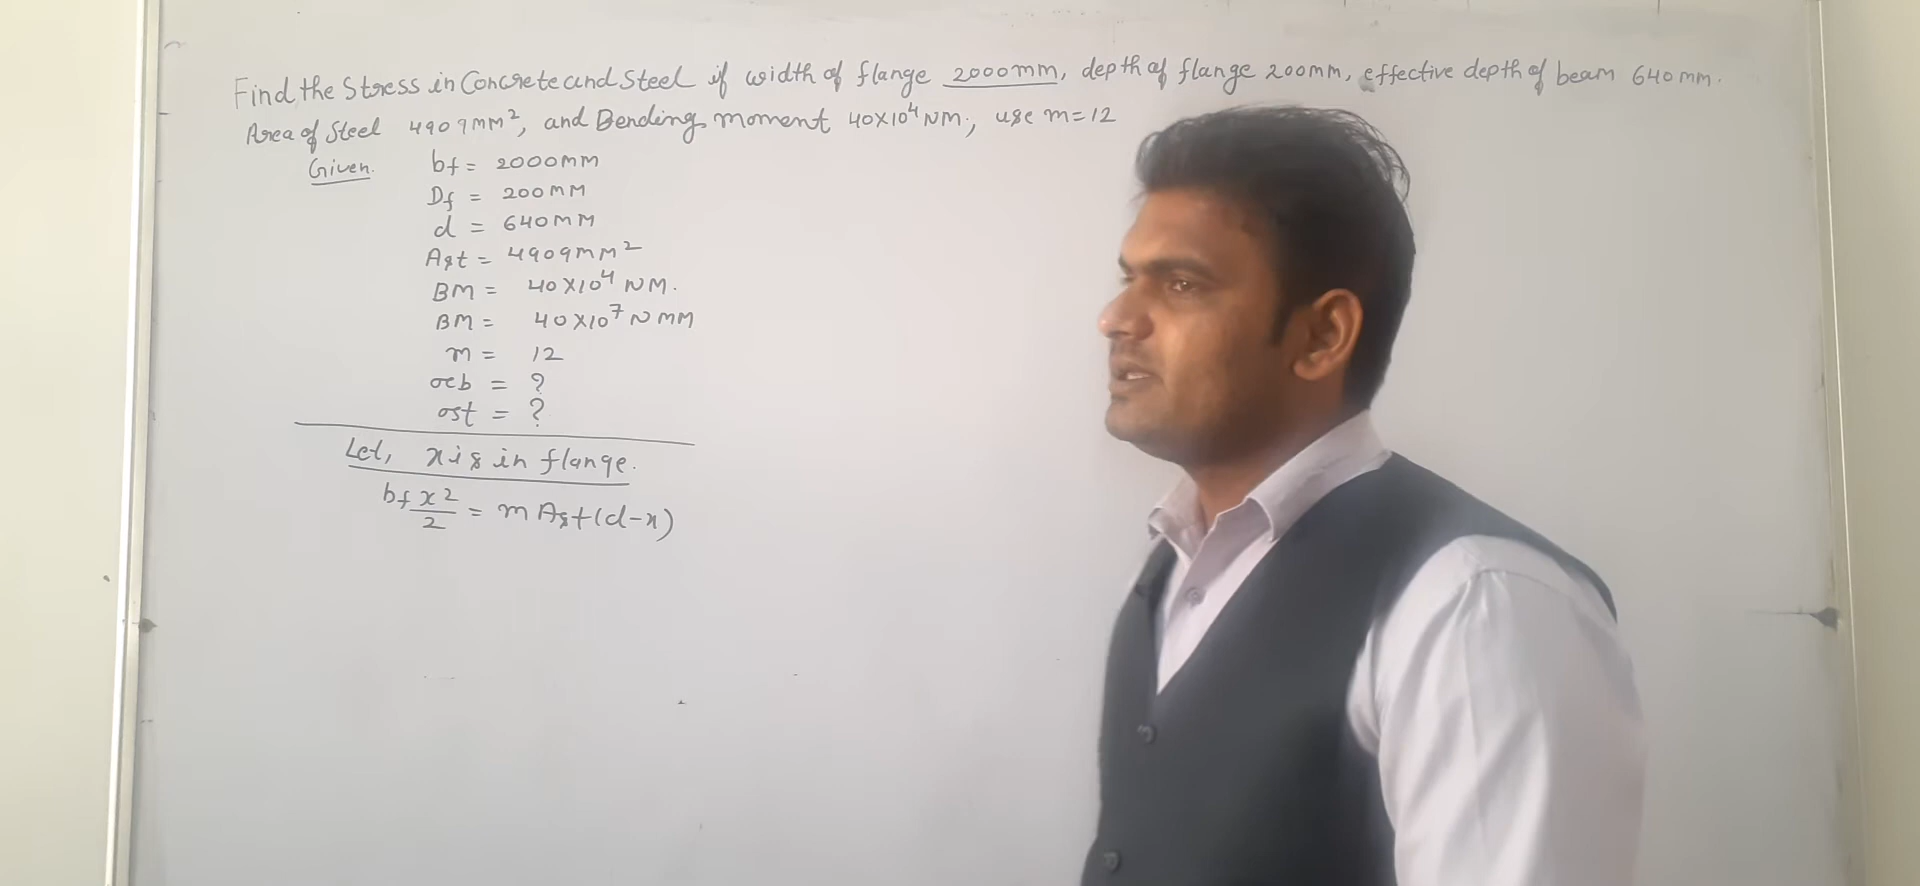 Find the Stress in Concrete and Steel if width of flange 2000mm, depth of flange 200mm, effective depth of beam 640mm.
Area of Steel 4909mm², and Bending moment 40×10⁴ NM., use m=12
Given. bf = 2000mm
Df = 200mm
d = 640mm
Ast = 4909mm²
BM = 40×10⁴ NM.
BM = 40×10⁷ NMM
m = 12
σcb = ?
σst = ?
Let, x is in flange.
bf x²/2 = m Ast(d-x)